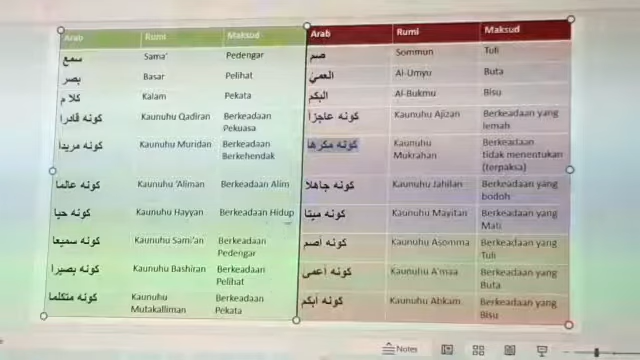 Arab Rumi Maksud Arab Rumi Maksud
سمع Sama' Pedengar صم Sommun Tuli
بصر Basar Pelihat العمي Al-Umyu Buta
كلام Kalam Pekata البكم Al-Bukmu Bisu
كونه قادرا Kaunuhu Qadiran Berkeadaan كونه عاجزا Kaunuhu Ajizan Berkeadaan yang
Pekuasa lemah
كونه مريدا Kaunuhu Muridan Berkeadaan كونه مكرها Kaunuhu Berkeadaan
Berkehendak Mukrahan tidak menentukan
(terpaksa)
كونه عالما Kaunuhu 'Aliman Berkeadaan Alim كونه جاهلا Kaunuhu Jahilan Berkeadaan yang
bodoh
كونه حيا Kaunuhu Hayyan Berkeadaan Hidup كونه ميتا Kaunuhu Mayitan Berkeadaan yang
Mati
كونه سميعا Kaunuhu Sami'an Berkeadaan كونه أصم Kaunuhu Asomma Berkeadaan yang
Pedengar Tuli
كونه بصيرا Kaunuhu Bashiran Berkeadaan كونه أعمى Kaunuhu A'maa Berkeadaan yang
Pelihat Buta
كونه متكلما Kaunuhu Berkeadaan كونه أبكم Kaunuhu Abkam Berkeadaan yang
Mutakalliman Pekata Bisu
Notes